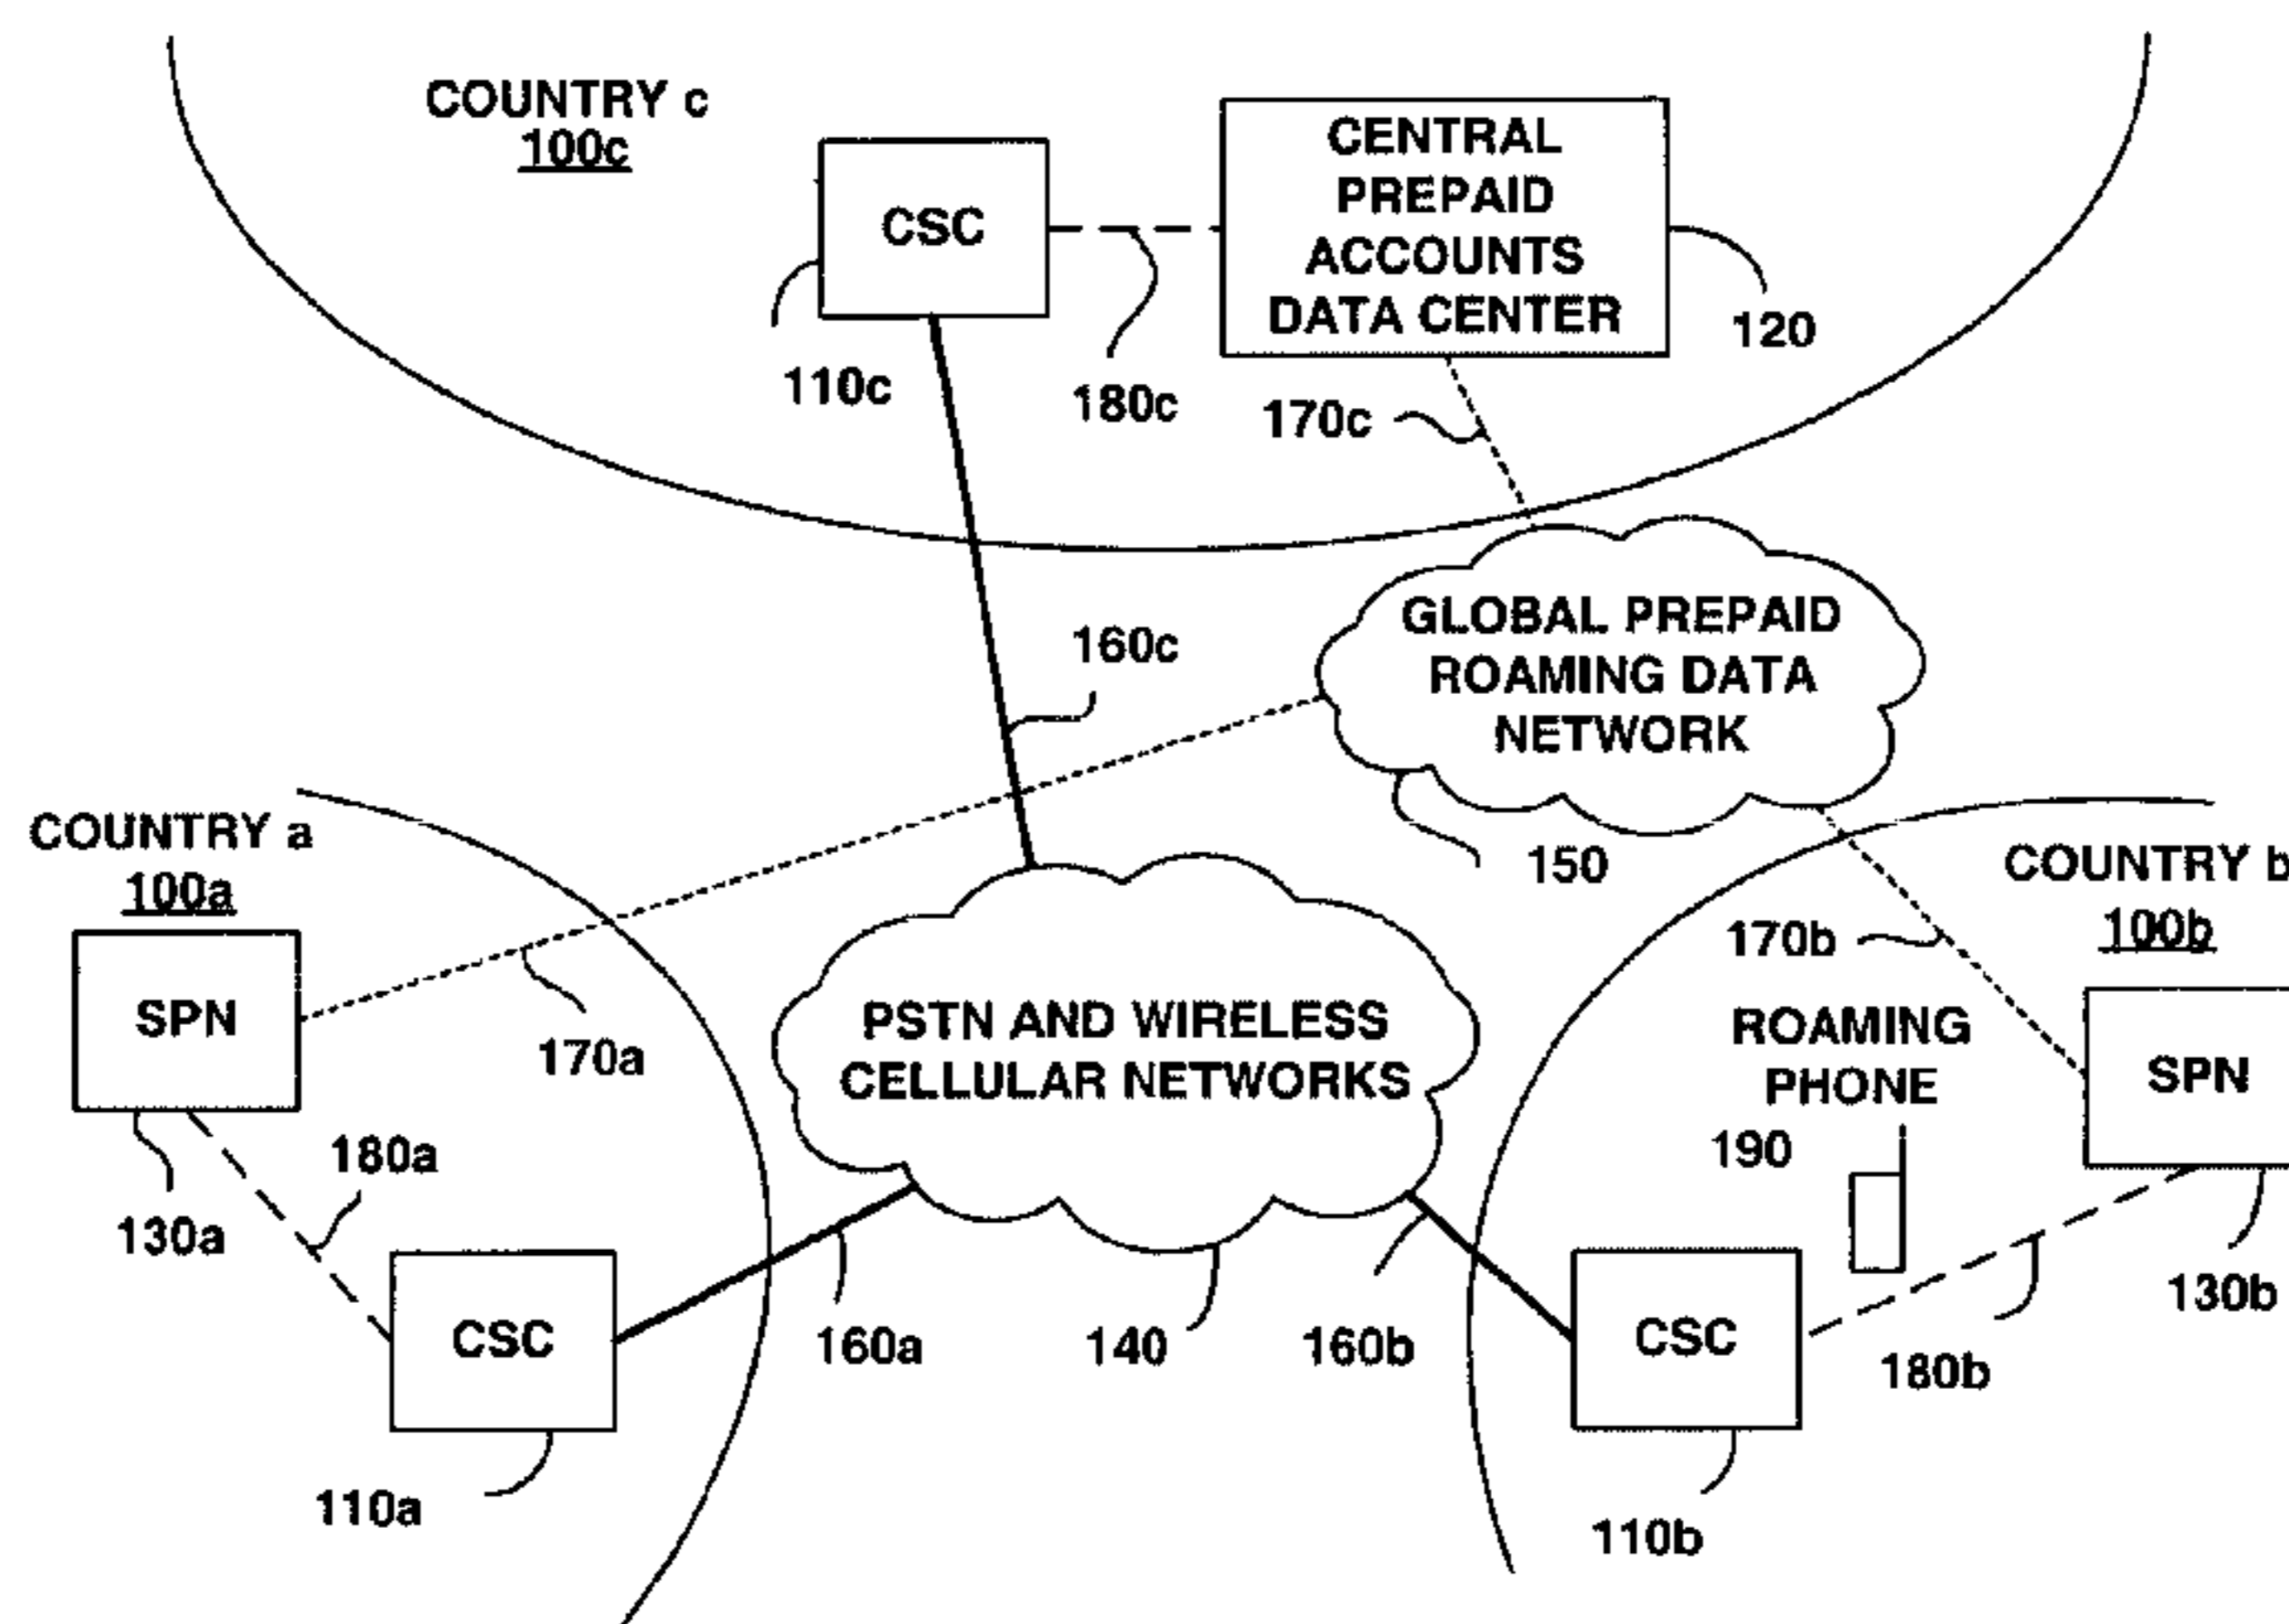 COUNTRY c
100c
CSC
CENTRAL
PREPAID
ACCOUNTS
DATA CENTER
120
110c
180c
170c
160c
GLOBAL PREPAID
ROAMING DATA
NETWORK
150
COUNTRY a
100a
SPN
170a
130a
180a
CSC
110a
160a
PSTN AND WIRELESS
CELLULAR NETWORKS
140
160b
COUNTRY b
100b
170b
ROAMING
PHONE
190
SPN
130b
180b
CSC
110b